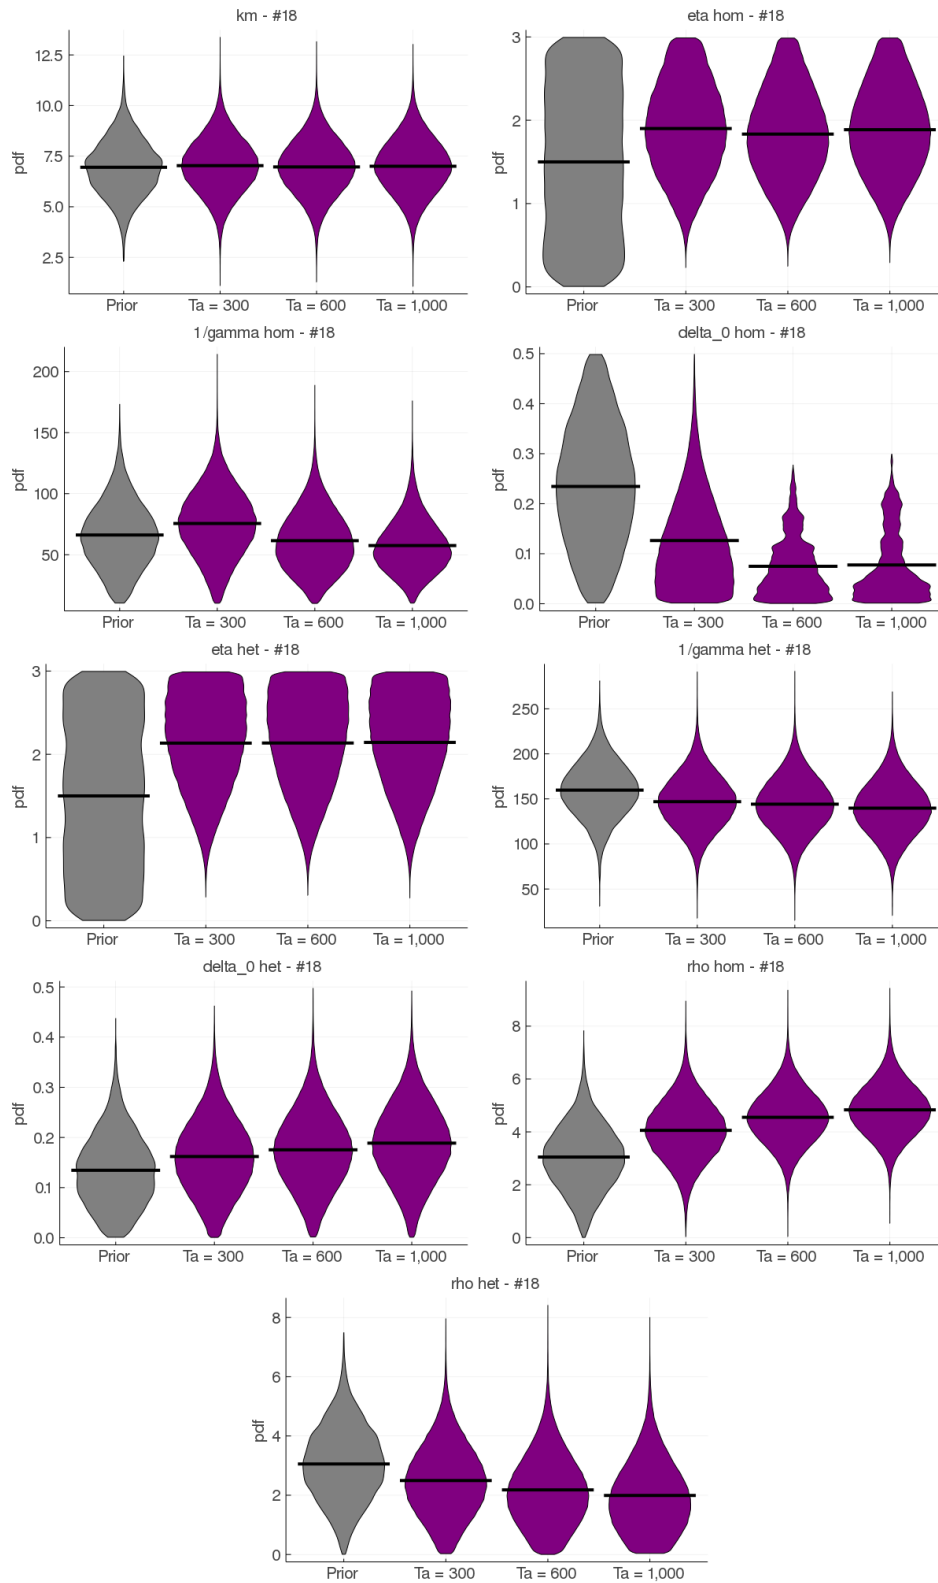 km - #18
12.5
10.0
7.5
5.0
2.5
pdf
Prior Ta = 300 Ta = 600 Ta = 1,000
eta hom - #18
3
2
1
0
pdf
Prior Ta = 300 Ta = 600 Ta = 1,000
1/gamma hom - #18
200
150
100
50
pdf
Prior Ta = 300 Ta = 600 Ta = 1,000
delta_0 hom - #18
0.5
0.4
0.3
0.2
0.1
0.0
pdf
Prior Ta = 300 Ta = 600 Ta = 1,000
eta het - #18
3
2
1
0
pdf
Prior Ta = 300 Ta = 600 Ta = 1,000
1/gamma het - #18
250
200
150
100
50
pdf
Prior Ta = 300 Ta = 600 Ta = 1,000
delta_0 het - #18
0.5
0.4
0.3
0.2
0.1
0.0
pdf
Prior Ta = 300 Ta = 600 Ta = 1,000
rho hom - #18
8
6
4
2
0
pdf
Prior Ta = 300 Ta = 600 Ta = 1,000
rho het - #18
8
6
4
2
0
pdf
Prior Ta = 300 Ta = 600 Ta = 1,000